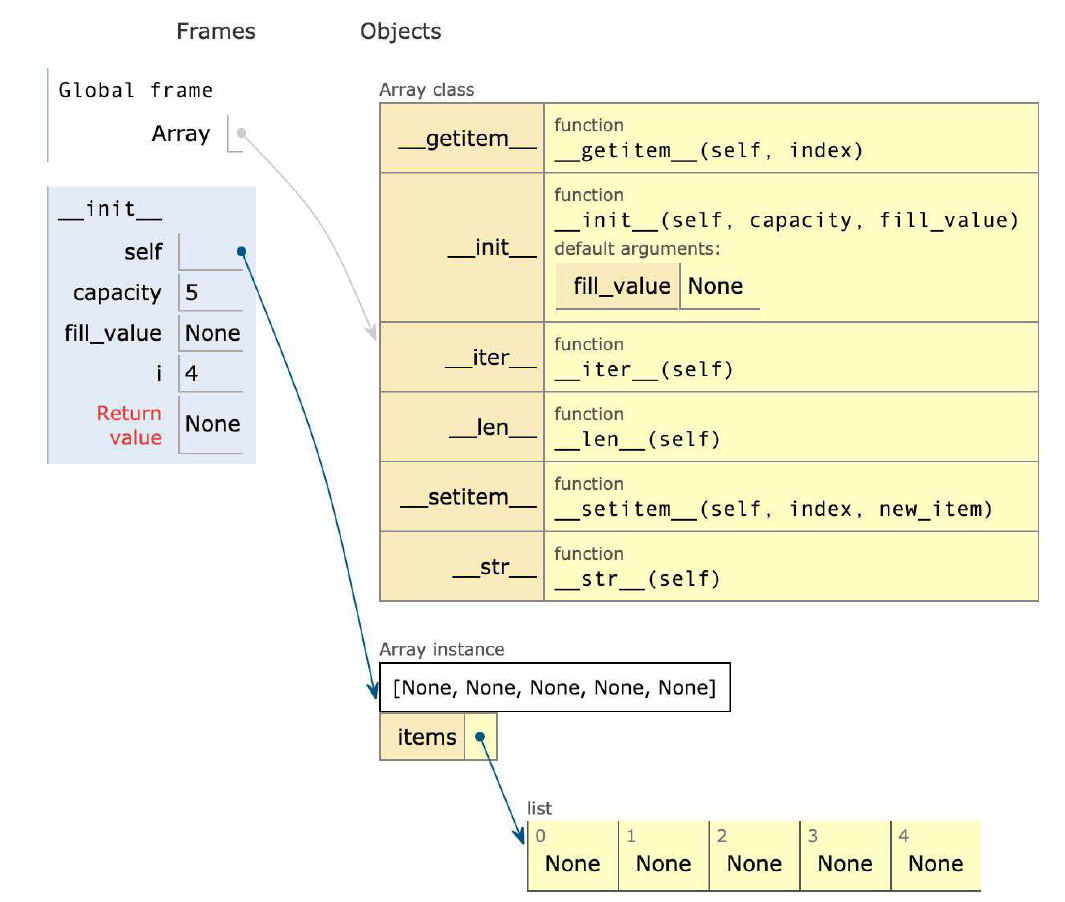 Frames Objects
Global frame
Array
__init__
self
capacity 5
fill_value None
i 4
Return
value None
Array class
__getitem__ function
__getitem__(self, index)
__init__ function
__init__(self, capacity, fill_value)
default arguments:
fill_value None
__iter__ function
__iter__(self)
__len__ function
__len__(self)
__setitem__ function
__setitem__(self, index, new_item)
__str__ function
__str__(self)
Array instance
[None, None, None, None, None]
items
list
0 1 2 3 4
None None None None None